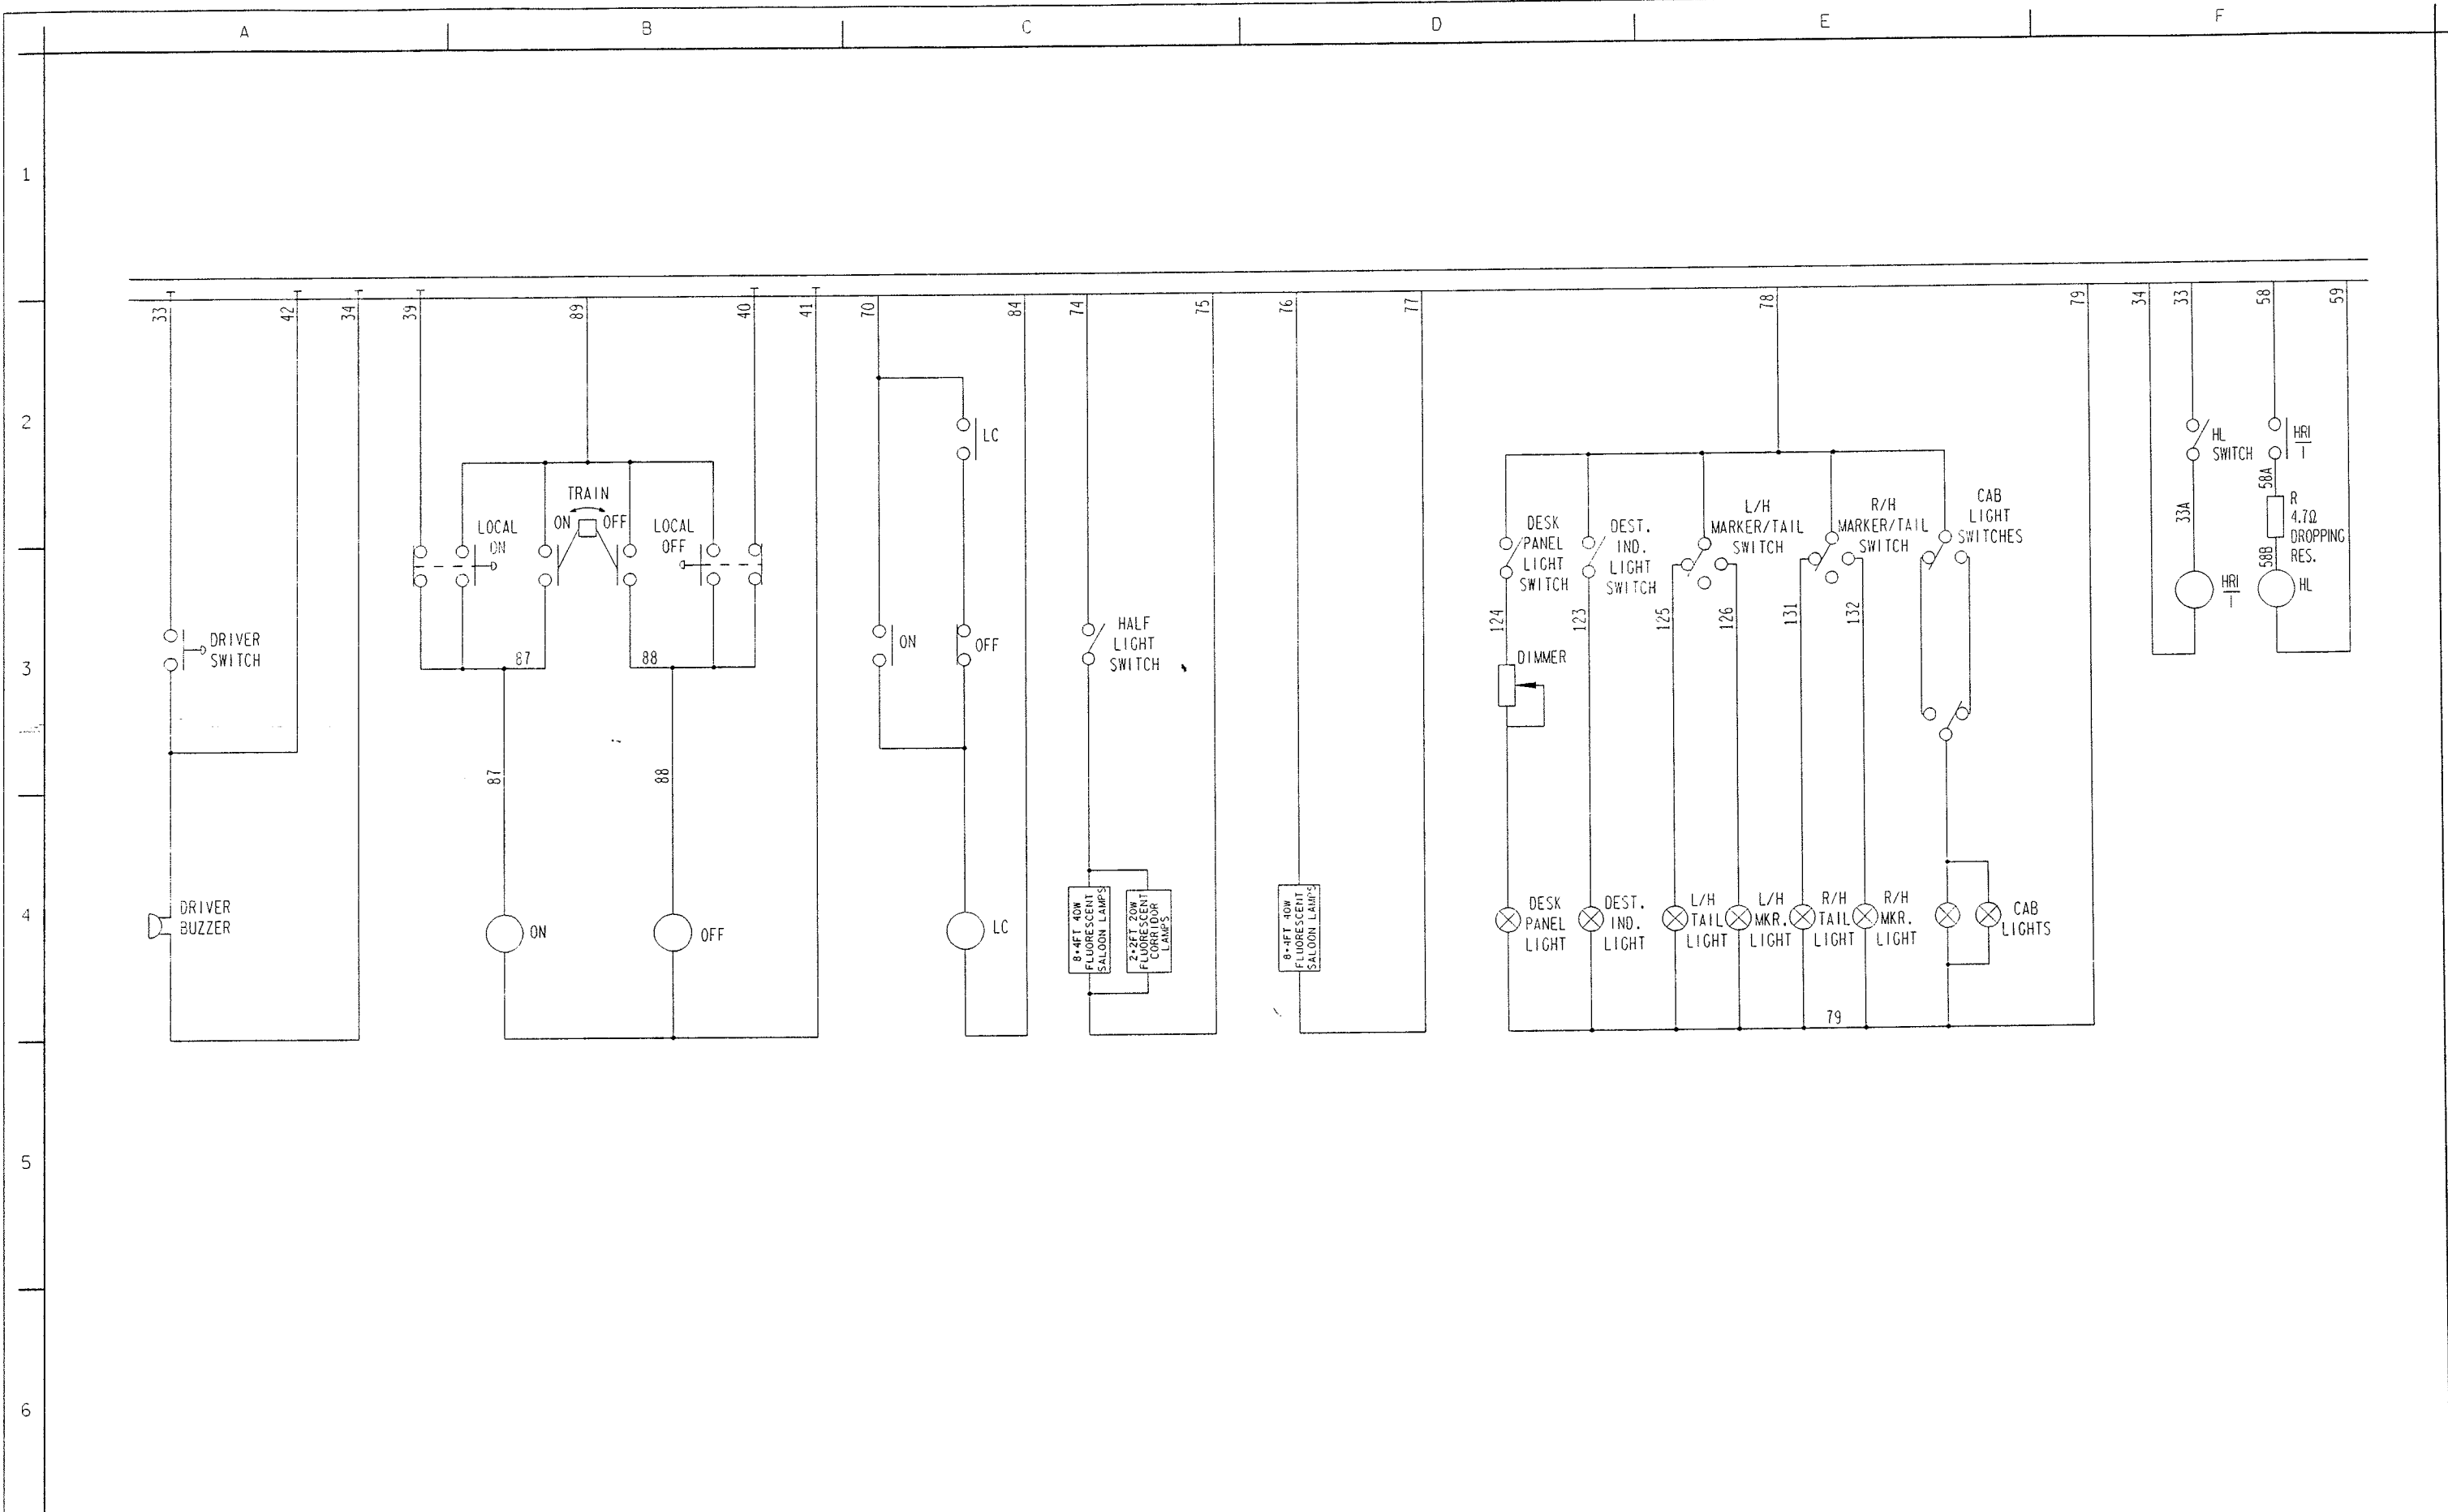 A
B
C
D
E
F
1
2
3
4
5
6
33
42
34
39
89
40
41
70
84
74
75
76
77
78
79
34
33
58
59
DRIVER
SWITCH
DRIVER
BUZZER
LOCAL
ON
TRAIN
ON
OFF
LOCAL
OFF
87
88
87
88
ON
OFF
LC
ON
OFF
LC
HALF
LIGHT
SWITCH
8•4FT 40W
FLUORESCENT
SALOON LAMPS
2•2FT 20W
FLUORESCENT
CORRIDOR
LAMPS
8•4FT 40W
FLUORESCENT
SALOON LAMPS
DESK
PANEL
LIGHT
SWITCH
DEST.
IND.
LIGHT
SWITCH
L/H
MARKER/TAIL
SWITCH
R/H
MARKER/TAIL
SWITCH
CAB
LIGHT
SWITCHES
124
123
125
126
131
132
DIMMER
DESK
PANEL
LIGHT
DEST.
IND.
LIGHT
L/H
TAIL
LIGHT
L/H
MKR.
LIGHT
R/H
TAIL
LIGHT
R/H
MKR.
LIGHT
CAB
LIGHTS
79
HL
SWITCH
HRI
1
33A
58A
R
4.7Ω
DROPPING
RES.
58B
HRI
1
HL